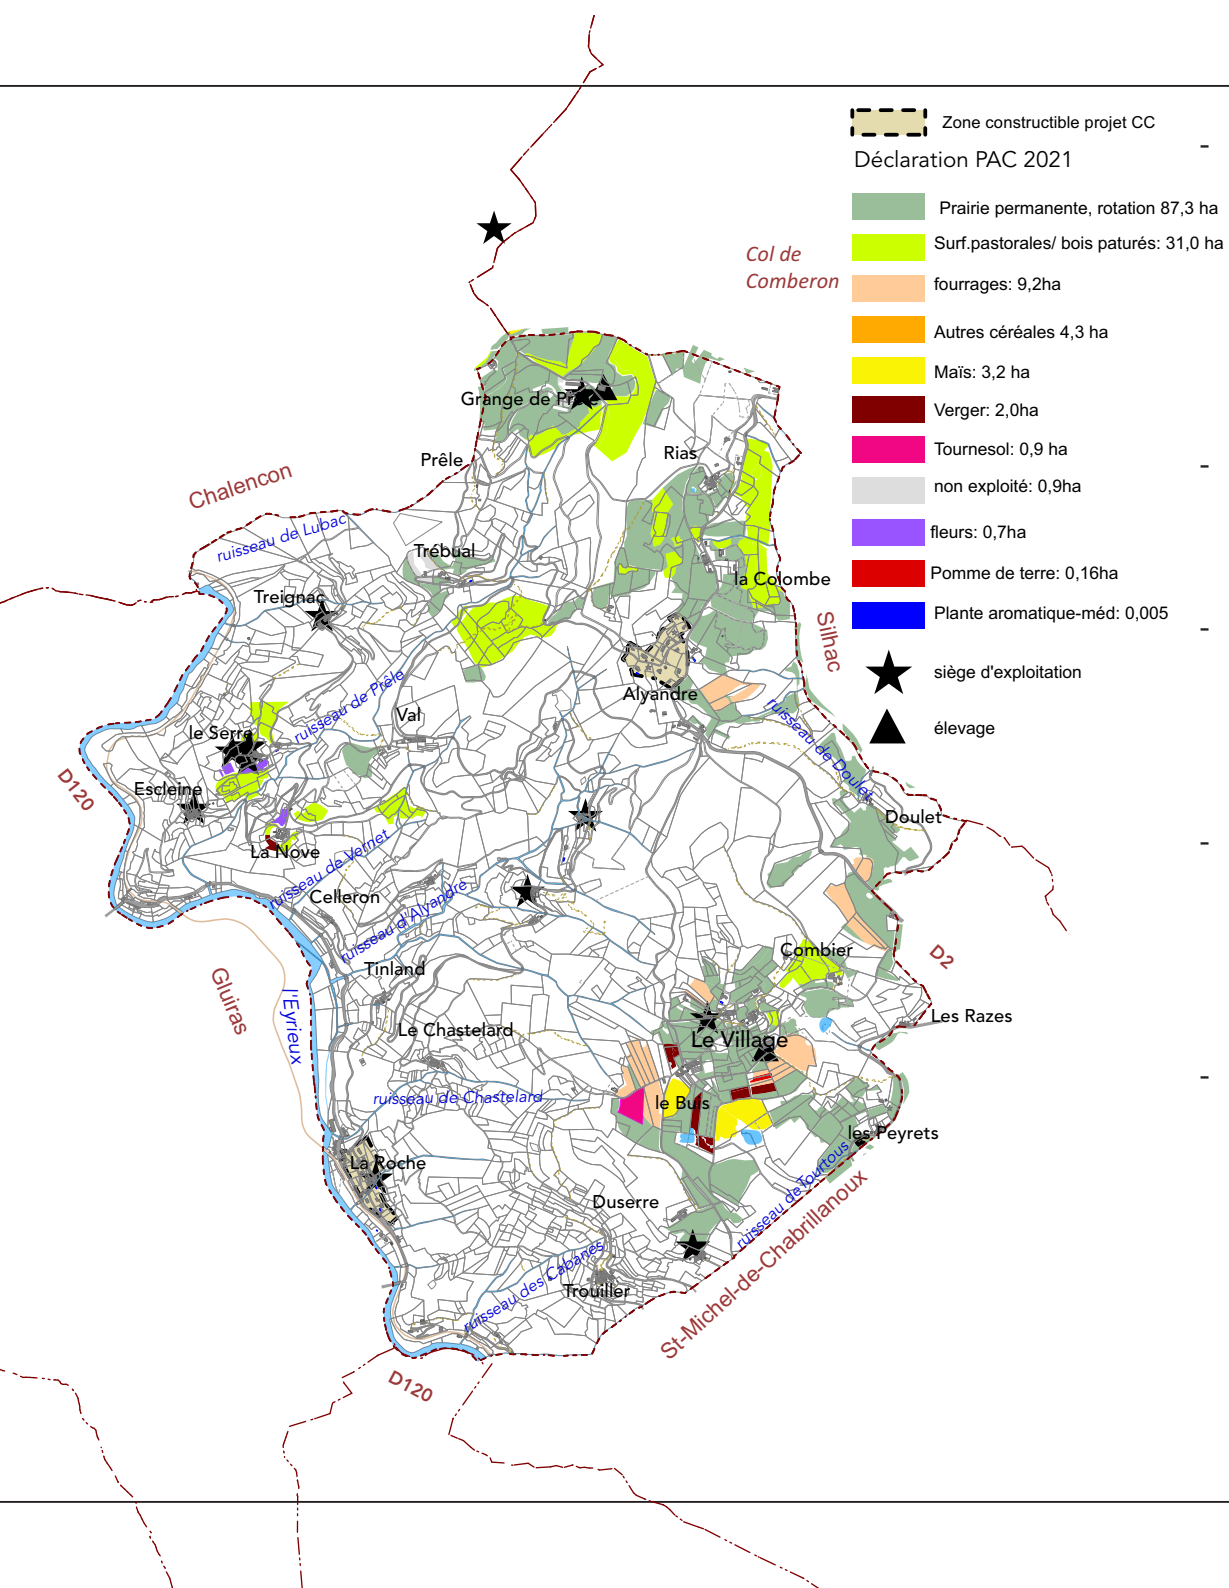 Zone constructible projet CC
Déclaration PAC 2021
Prairie permanente, rotation 87,3 ha
Surf.pastorales/ bois paturés: 31,0 ha
fourrages: 9,2ha
Autres céréales 4,3 ha
Maïs: 3,2 ha
Verger: 2,0ha
Tournesol: 0,9 ha
non exploité: 0,9ha
fleurs: 0,7ha
Pomme de terre: 0,16ha
Plante aromatique-méd: 0,005
siège d'exploitation
élevage
Col de
Comberon
Grange de Prêle
Prêle
Rias
Chalencon
ruisseau de Lubac
Trébual
la Colombe
Treignac
Silhac
Alyandre
ruisseau de Prêle
Val
ruisseau de Doulet
le Serre
D120
Escleine
Doulet
La Nove
ruisseau de Vernet
Celleron
ruisseau d'Alyandre
Combier
D2
Tinland
Gluiras
l'Eyrieux
Les Razes
Le Chastelard
Le Village
ruisseau de Chastelard
le Buis
les Peyrets
La Roche
ruisseau de Tourtous
Duserre
St-Michel-de-Chabrillanoux
ruisseau des Cabanes
Trouiller
D120